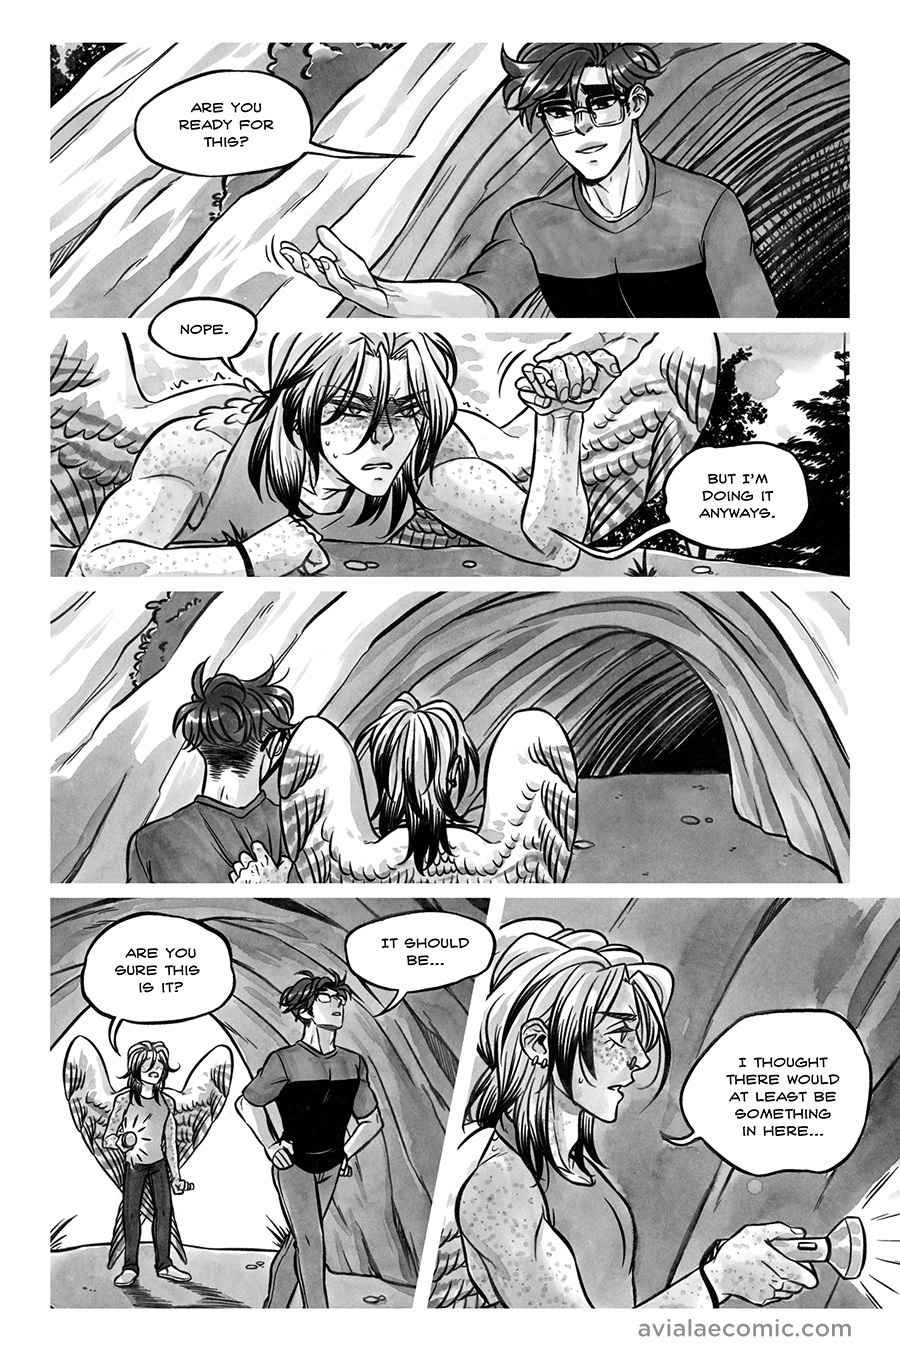 ARE YOU
READY FOR
THIS?
NOPE.
BUT I'M
DOING IT
ANYWAYS.
ARE YOU
SURE THIS
IS IT?
IT SHOULD
BE...
I THOUGHT
THERE WOULD
AT LEAST BE
SOMETHING
IN HERE...
avialaecomic.com